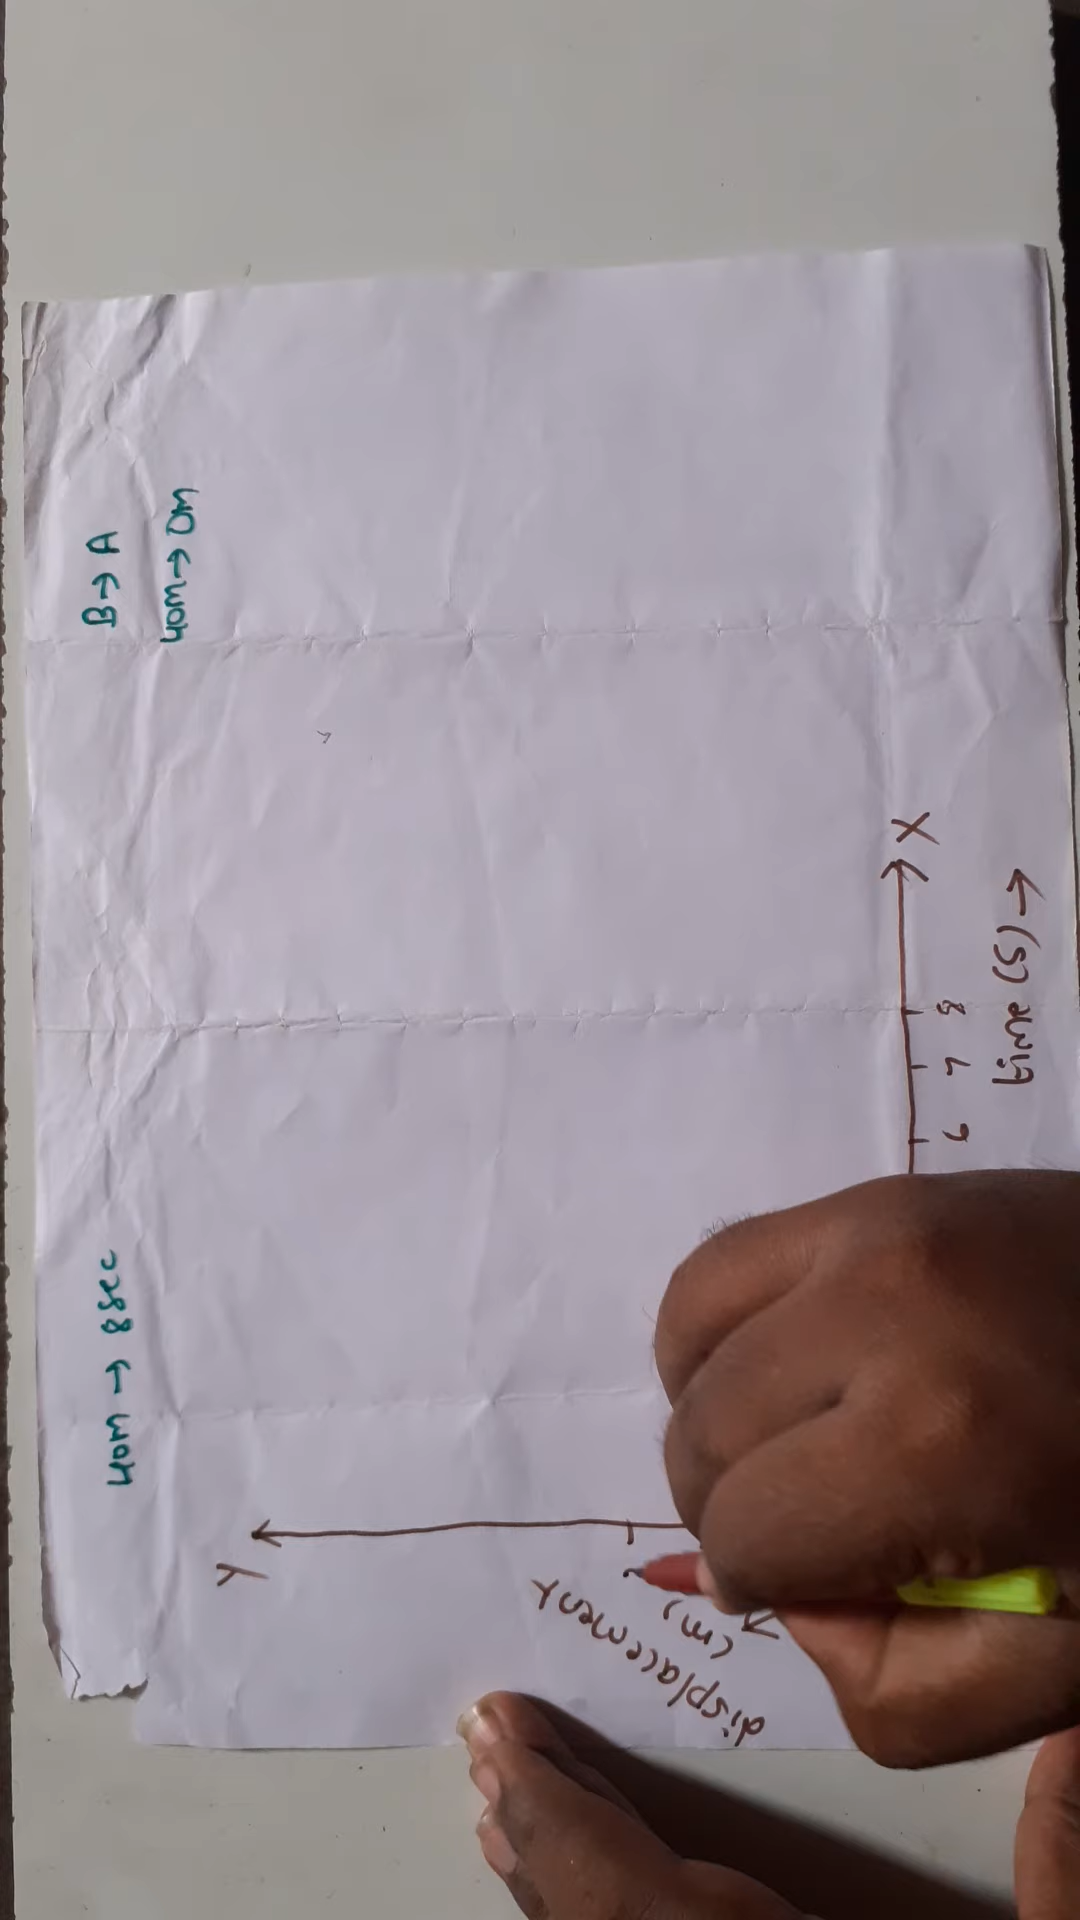 40m → 8sec
B → A
40m → 0m
Y
displacement
(m)
→
6 7 8
X
time (s) →